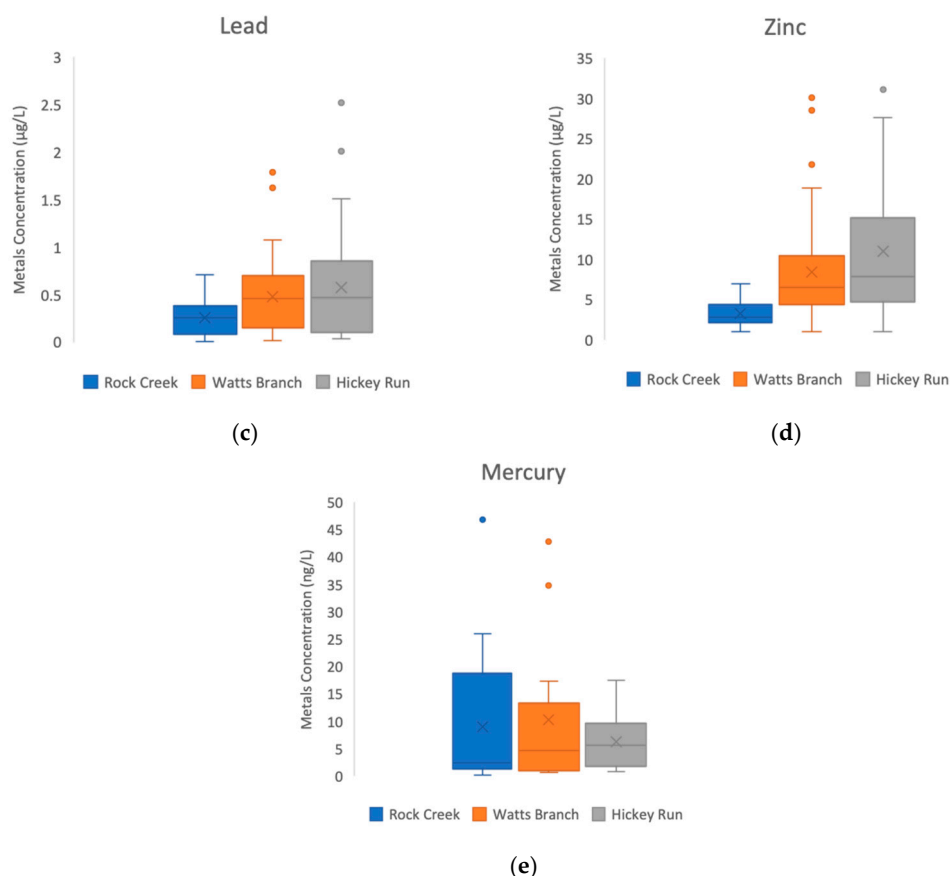 Lead
Metals Concentration (µg/L)
3
2.5
2
1.5
1
0.5
0
Rock Creek Watts Branch Hickey Run
(c)
Zinc
Metals Concentration (µg/L)
35
30
25
20
15
10
5
0
Rock Creek Watts Branch Hickey Run
(d)
Mercury
Metals Concentration (ng/L)
50
45
40
35
30
25
20
15
10
5
0
Rock Creek Watts Branch Hickey Run
(e)